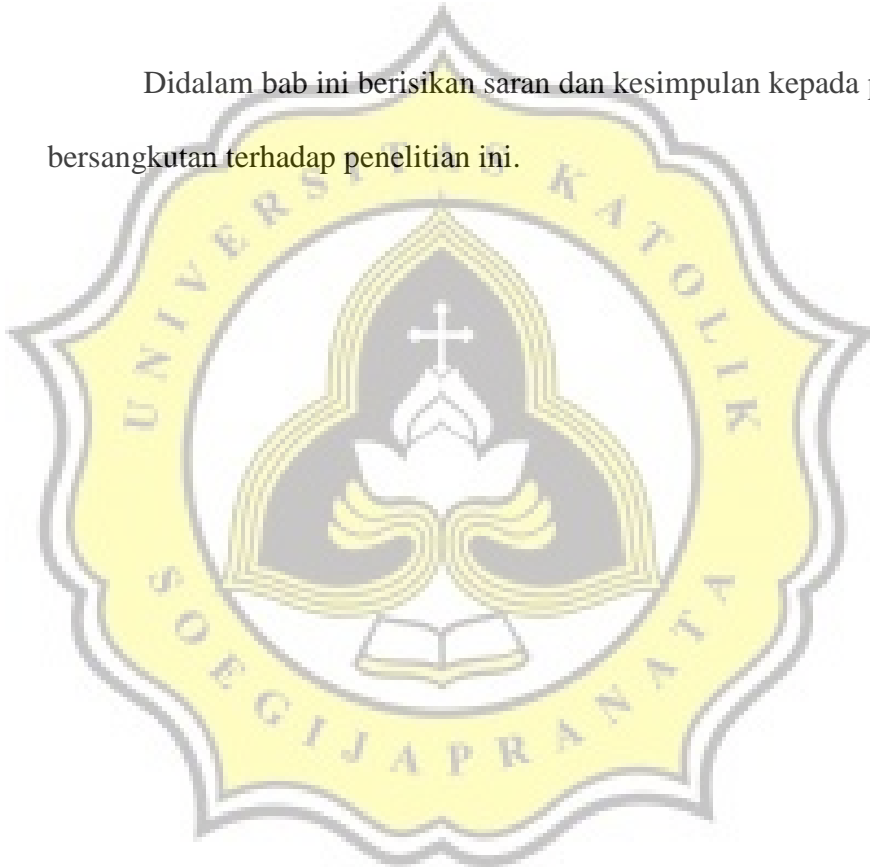 Didalam bab ini berisikan saran dan kesimpulan kepada
bersangkutan terhadap penelitian ini.
UNIVERSITAS KATOLIK
SOEGIJAPRANATA